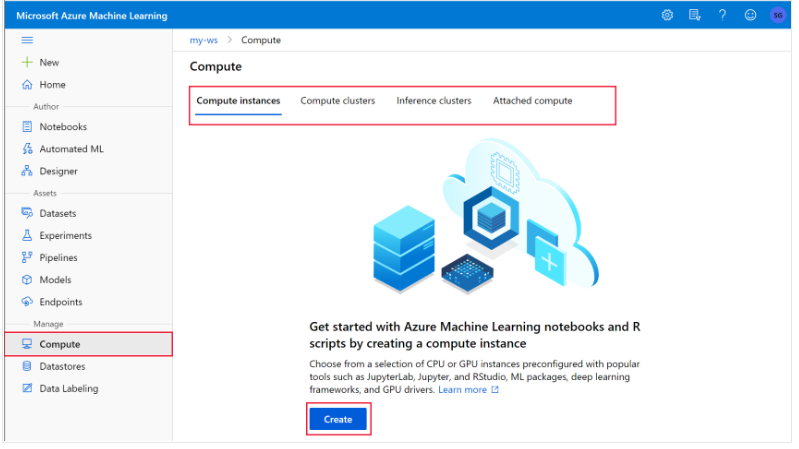 Microsoft Azure Machine Learning
SG
my-ws > Compute
New
Home
Author
Notebooks
Automated ML
Designer
Assets
Datasets
Experiments
Pipelines
Models
Endpoints
Manage
Compute
Datastores
Data Labeling
Compute
Compute instances Compute clusters Inference clusters Attached compute
Get started with Azure Machine Learning notebooks and R
scripts by creating a compute instance
Choose from a selection of CPU or GPU instances preconfigured with popular
tools such as JupyterLab, Jupyter, and RStudio, ML packages, deep learning
frameworks, and GPU drivers. Learn more
Create